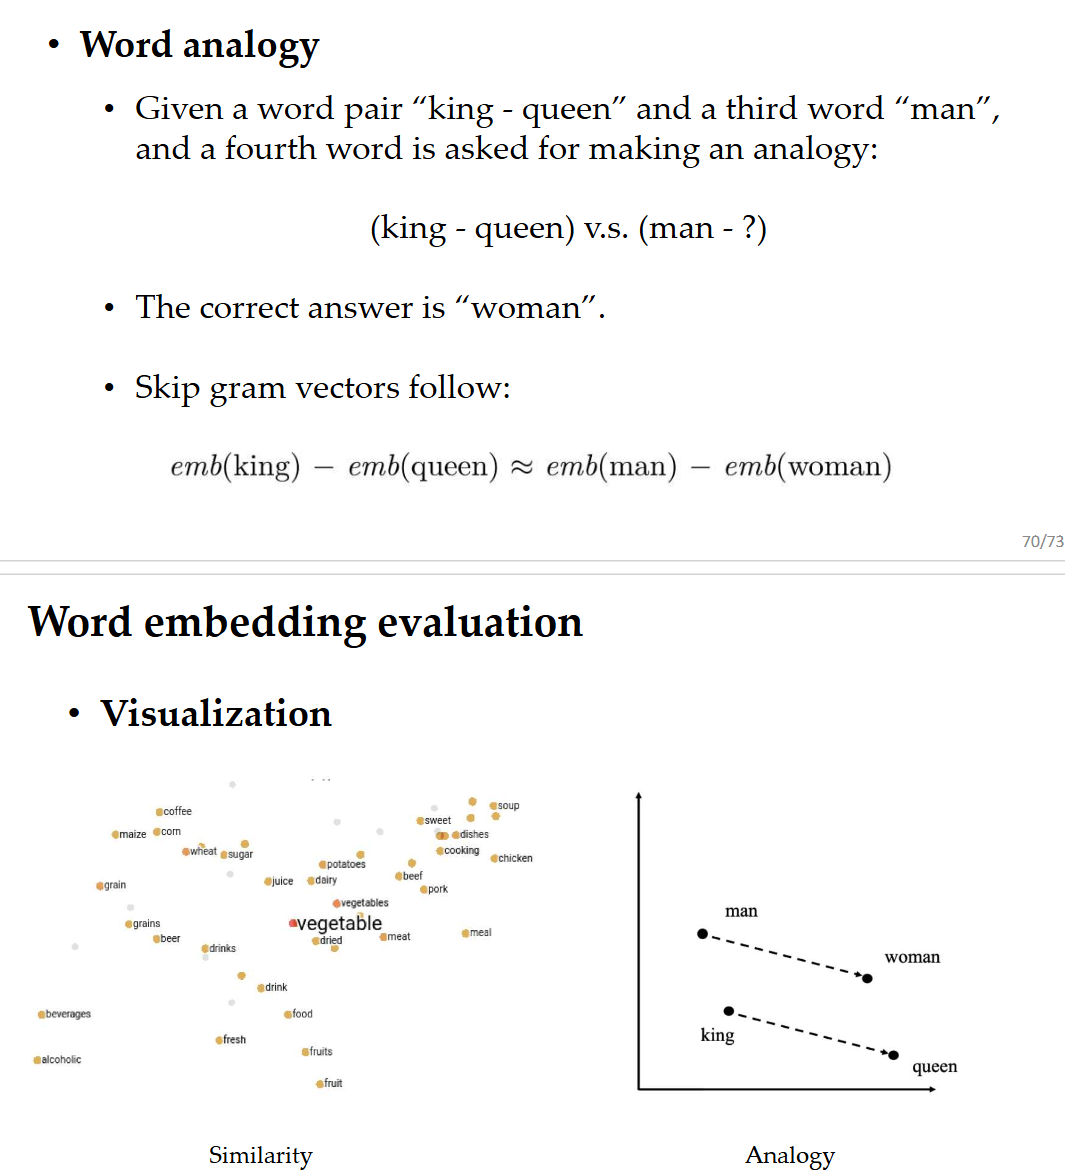 • Word analogy
• Given a word pair “king - queen” and a third word “man”,
and a fourth word is asked for making an analogy:
(king - queen) v.s. (man - ?)
• The correct answer is “woman”.
• Skip gram vectors follow:
emb(king) − emb(queen) ≈ emb(man) − emb(woman)
70/73
Word embedding evaluation
• Visualization
coffee
soup
sweet
maize
corn
dishes
wheat
sugar
cooking
chicken
potatoes
beef
juice
dairy
grain
pork
vegetables
vegetable
grains
meal
beer
dried
meat
drinks
drink
beverages
food
fresh
fruits
alcoholic
fruit
man
woman
king
queen
Similarity
Analogy